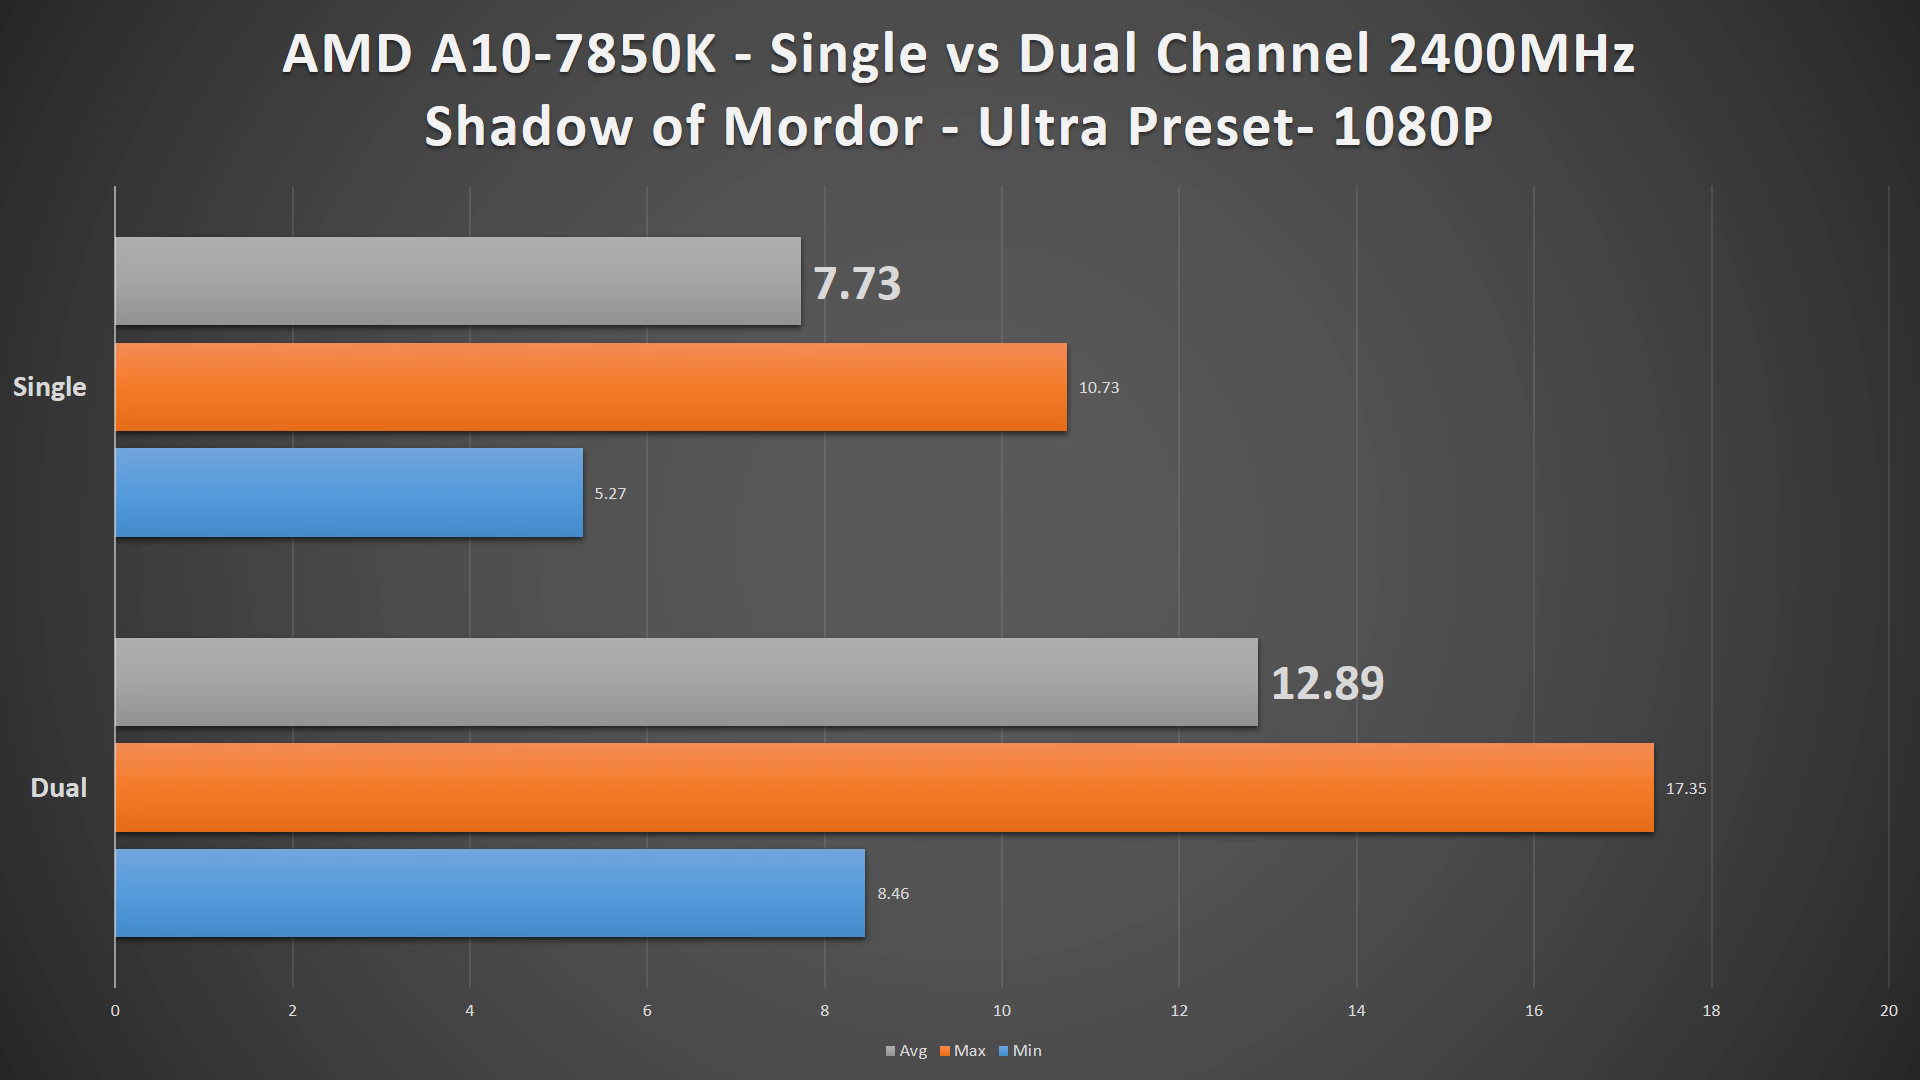 AMD A10-7850K - Single vs Dual Channel 2400MHz
Shadow of Mordor - Ultra Preset- 1080P
7.73
Single
10.73
5.27
12.89
Dual
17.35
8.46
0 2 4 6 8 10 12 14 16 18 20
Avg Max Min